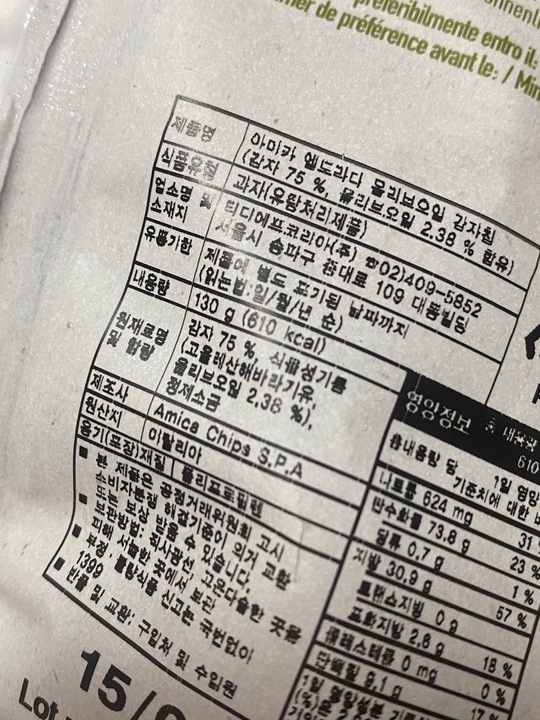 preferibilmente entro il:
mer de préférence avant le: / Min
제품명
아미카 엘도라다 올리브오일 감자칩
(감자 75 %, 올리브오일 2.38 % 함유)
식품유형
과자(유탕처리제품)
업소명 및
소재지
티디에프코리아(주) ☎02)409-5852
서울시 송파구 대로 109 대동빌딩
유통기한
제품에 별도 표기된 날짜까지
(읽는법:일/월/년 순)
내용량
130 g (610 kcal)
원재료명
및 함량
감자 75 %, 식물성기름
(고올레산해바라기유,
올리브오일 2.38 %),
정제소금
제조사
Amica Chips S.P.A
원산지
이탈리아
용기(포장)재질
폴리프로필렌
■ 본 제품은 공정거래위원회 고시
소비자분쟁 해결기준에 의거 교환
또는 보상 받을 수 있습니다.
보관방법: 직사광선, 고온다습한 곳을
피해 서늘한 곳에서 보관
■ 부정, 불량식품 신고는 국번없이
1399
■ 반품 및 교환: 구입처 및 수입원
영양정보
총 내용량
610
총내용량 당
1일 영양
기준치에 대한 비
나트륨 624 mg
31
탄수화물 73.8 g
23 %
당류 0.7 g
1 %
지방 30.9 g
57 %
트랜스지방 0 g
포화지방 2.6 g
18 %
콜레스테롤 0 mg
0 %
단백질 9.1 g
15/
Lot